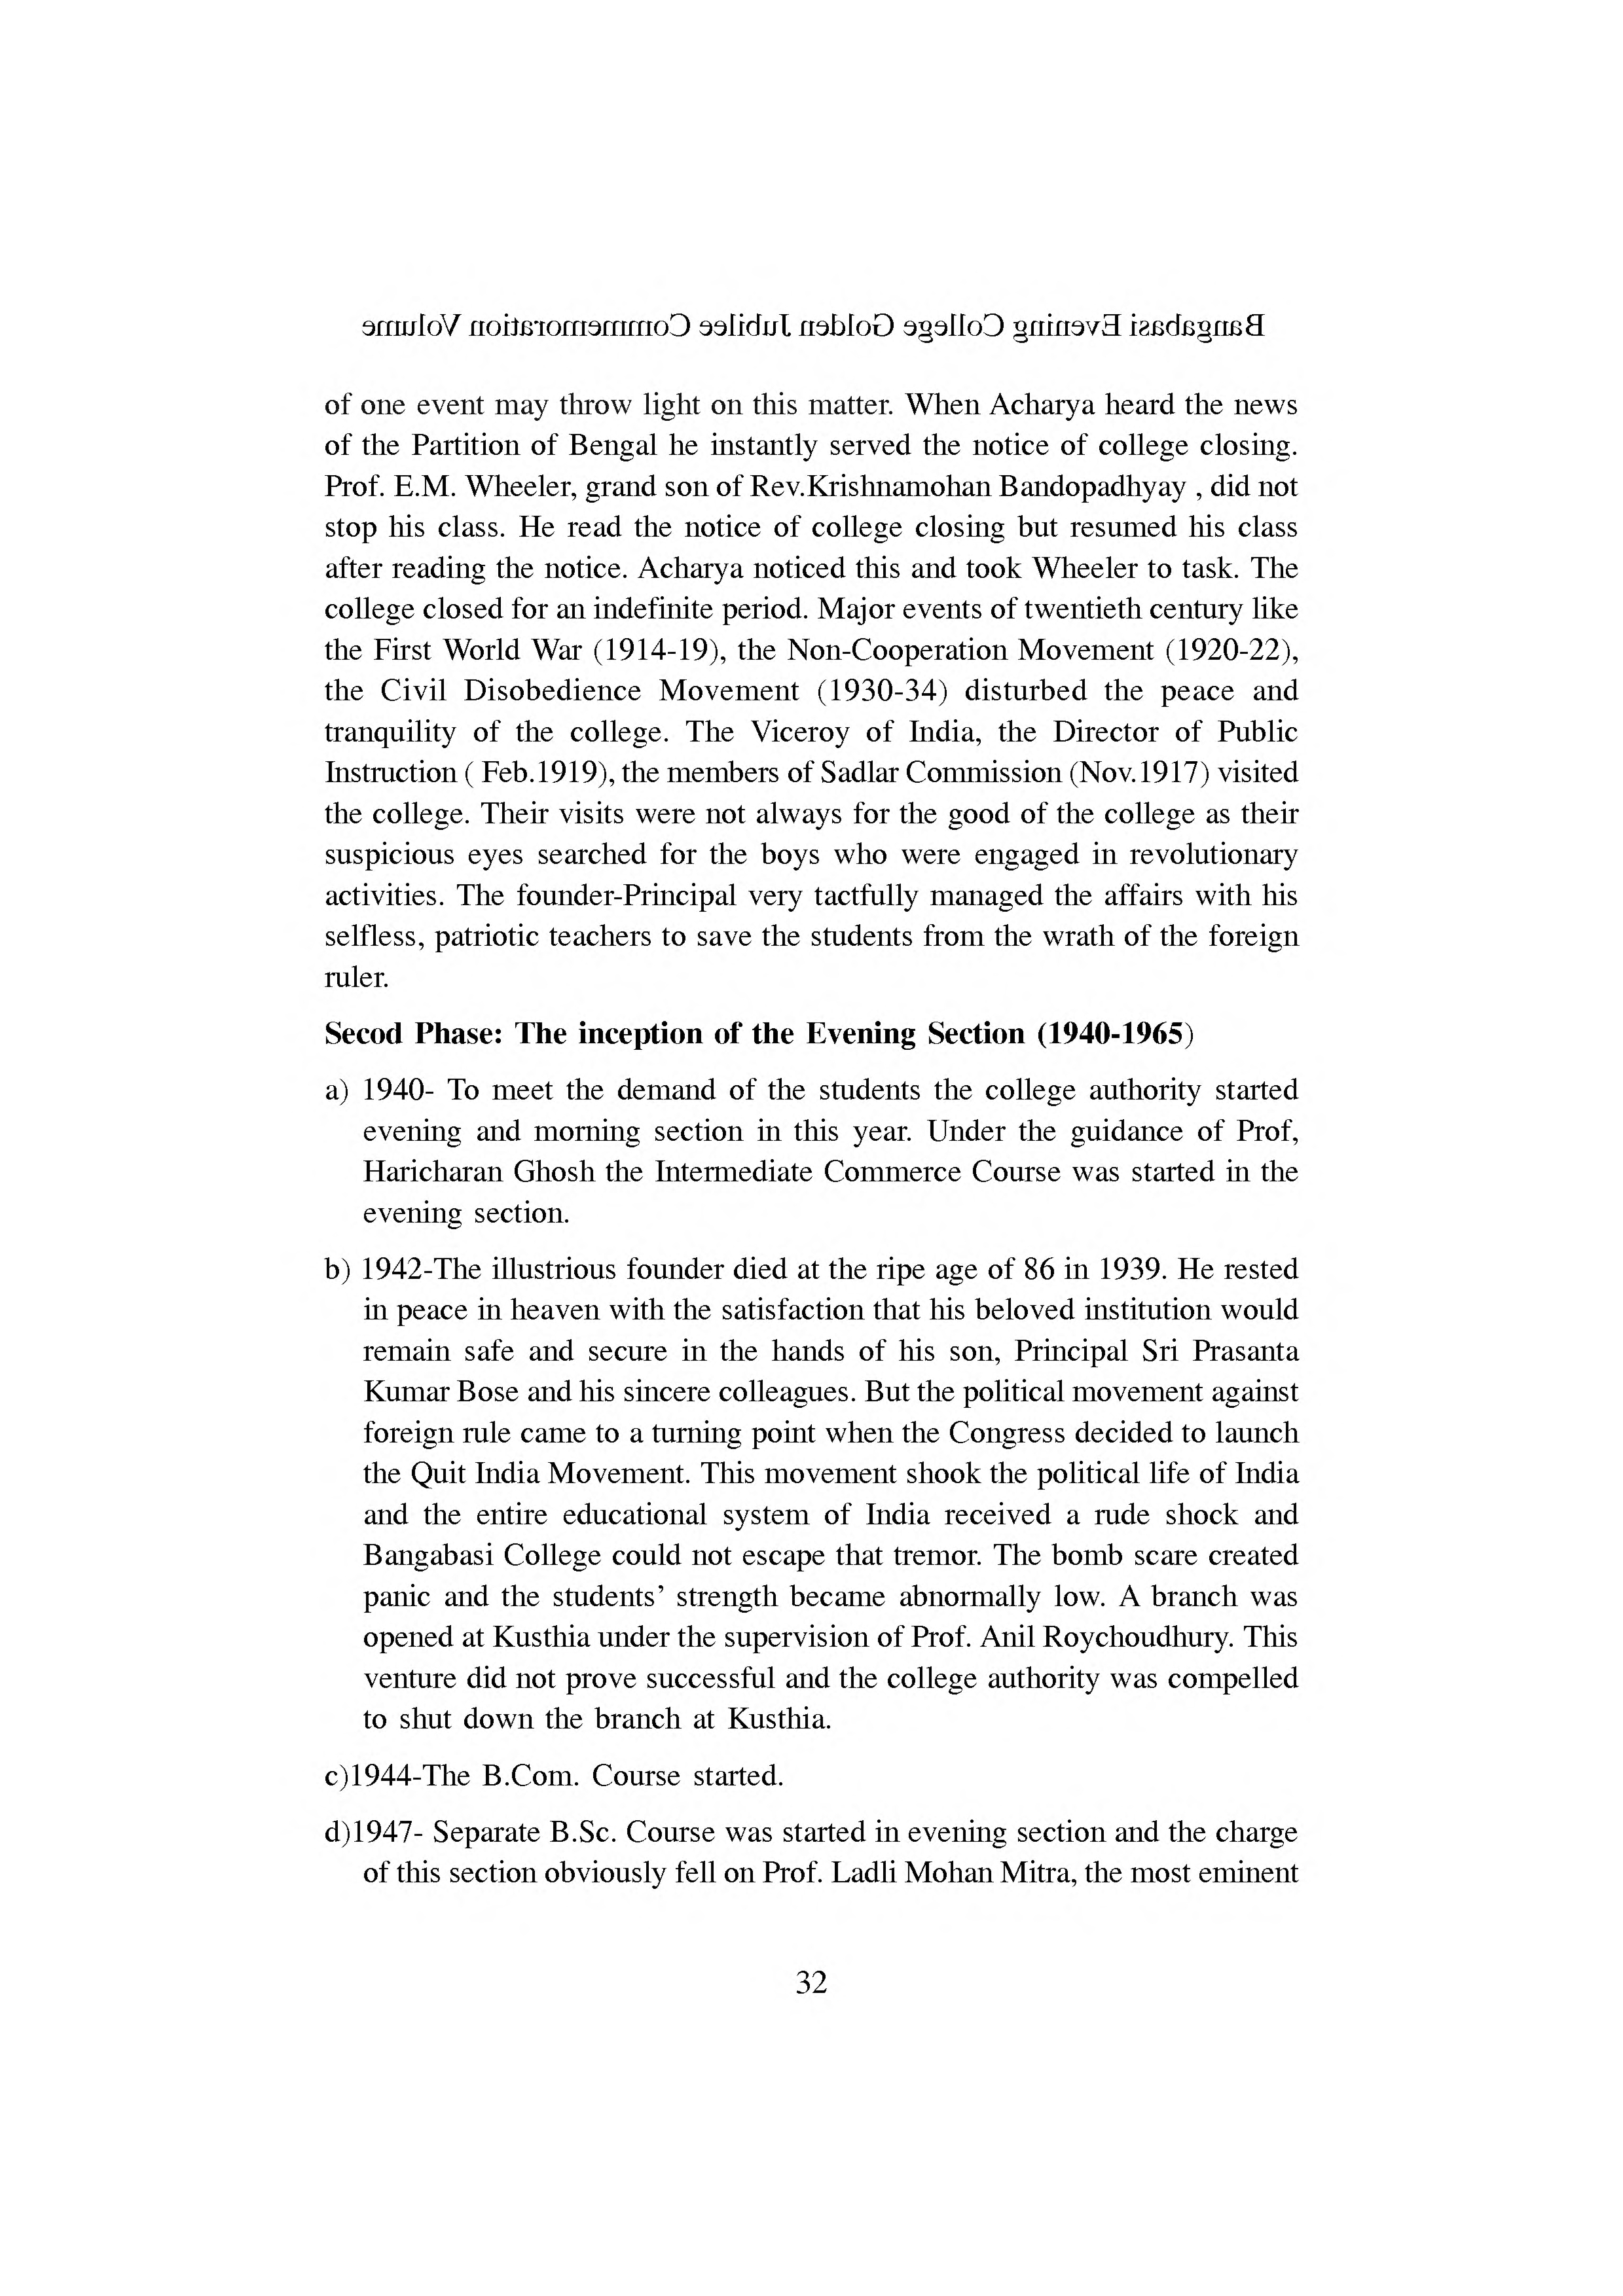 Bangabasi Evening College Golden Jubilee Commemoration Volume
of one event may throw light on this matter. When Acharya heard the news
of the Partition of Bengal he instantly served the notice of college closing.
Prof. E.M. Wheeler, grand son of Rev.Krishnamohan Bandopadhyay , did not
stop his class. He read the notice of college closing but resumed his class
after reading the notice. Acharya noticed this and took Wheeler to task. The
college closed for an indefinite period. Major events of twentieth century like
the First World War (1914-19), the Non-Cooperation Movement (1920-22),
the Civil Disobedience Movement (1930-34) disturbed the peace and
tranquility of the college. The Viceroy of India, the Director of Public
Instruction ( Feb.1919), the members of Sadlar Commission (Nov.1917) visited
the college. Their visits were not always for the good of the college as their
suspicious eyes searched for the boys who were engaged in revolutionary
activities. The founder-Principal very tactfully managed the affairs with his
selfless, patriotic teachers to save the students from the wrath of the foreign
ruler.
Secod Phase: The inception of the Evening Section (1940-1965)
a) 1940- To meet the demand of the students the college authority started
evening and morning section in this year. Under the guidance of Prof,
Haricharan Ghosh the Intermediate Commerce Course was started in the
evening section.
b) 1942-The illustrious founder died at the ripe age of 86 in 1939. He rested
in peace in heaven with the satisfaction that his beloved institution would
remain safe and secure in the hands of his son, Principal Sri Prasanta
Kumar Bose and his sincere colleagues. But the political movement against
foreign rule came to a turning point when the Congress decided to launch
the Quit India Movement. This movement shook the political life of India
and the entire educational system of India received a rude shock and
Bangabasi College could not escape that tremor. The bomb scare created
panic and the students’ strength became abnormally low. A branch was
opened at Kusthia under the supervision of Prof. Anil Roychoudhury. This
venture did not prove successful and the college authority was compelled
to shut down the branch at Kusthia.
c)1944-The B.Com. Course started.
d)1947- Separate B.Sc. Course was started in evening section and the charge
of this section obviously fell on Prof. Ladli Mohan Mitra, the most eminent
32